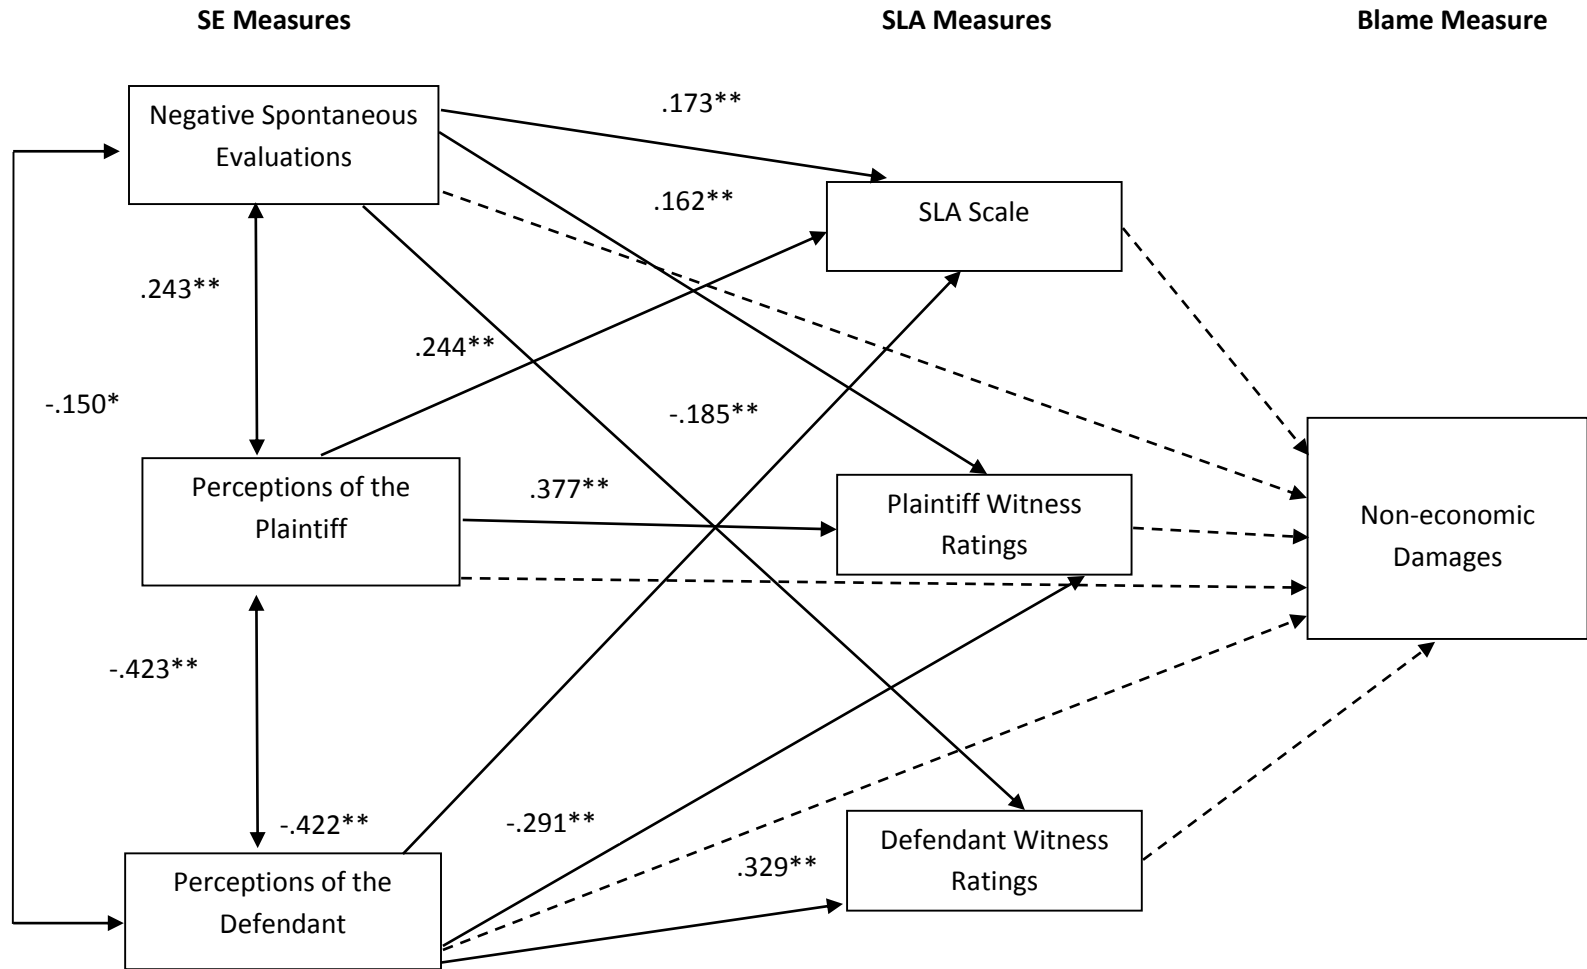 SE Measures
SLA Measures
Blame Measure
Negative Spontaneous
Evaluations
.173**
.162**
SLA Scale
.243**
.244**
-.150*
-.185**
Perceptions of the
Plaintiff
.377**
Plaintiff Witness
Ratings
Non-economic
Damages
-.423**
-.422**
-.291**
.329**
Defendant Witness
Ratings
Perceptions of the
Defendant